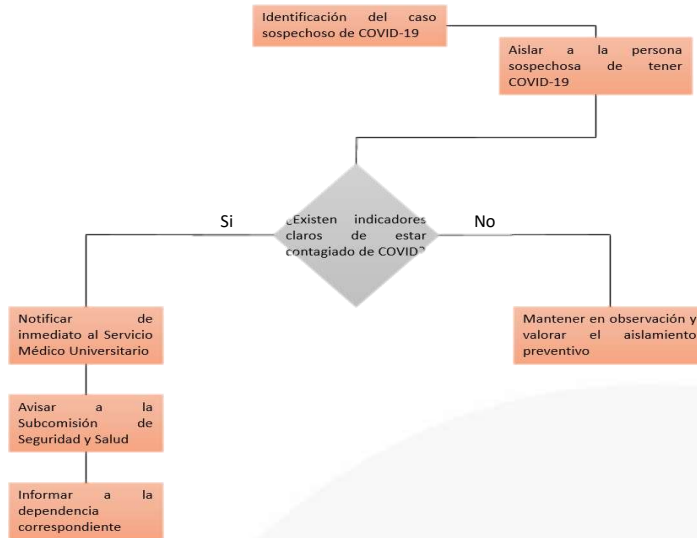 Identificación del caso
sospechoso de COVID-19
Aislar a la persona
sospechosa de tener
COVID-19
¿Existen indicadores
claros de estar
contagiado de COVID?
Si
No
Notificar de
inmediato al Servicio
Médico Universitario
Mantener en observación y
valorar el aislamiento
preventivo
Avisar a la
Subcomisión de
Seguridad y Salud
Informar a la
dependencia
correspondiente